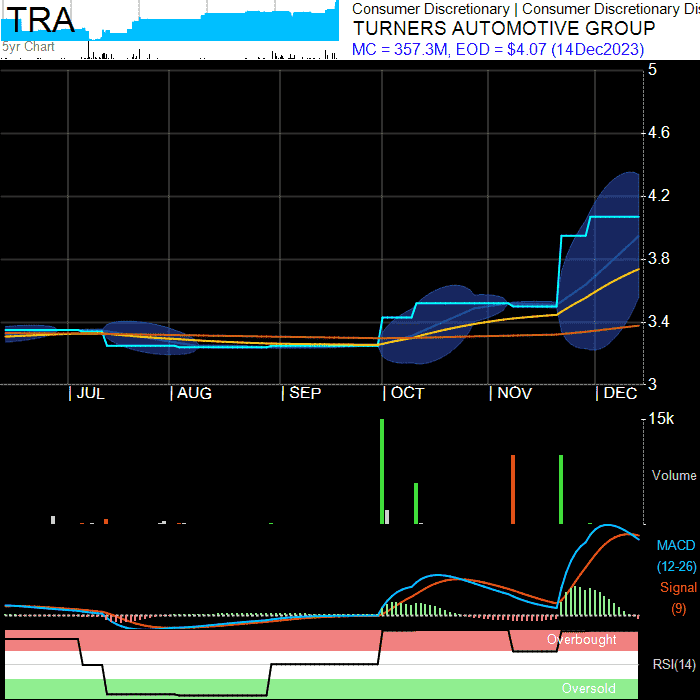 TRA
5yr Chart
Consumer Discretionary | Consumer Discretionary Dis
TURNERS AUTOMOTIVE GROUP
MC = 357.3M, EOD = $4.07 (14Dec2023)
5
4.6
4.2
3.8
3.4
3
| JUL | AUG | SEP | OCT | NOV | DEC
15k
Volume
MACD
(12-26)
Signal
(9)
Overbought
RSI(14)
Oversold